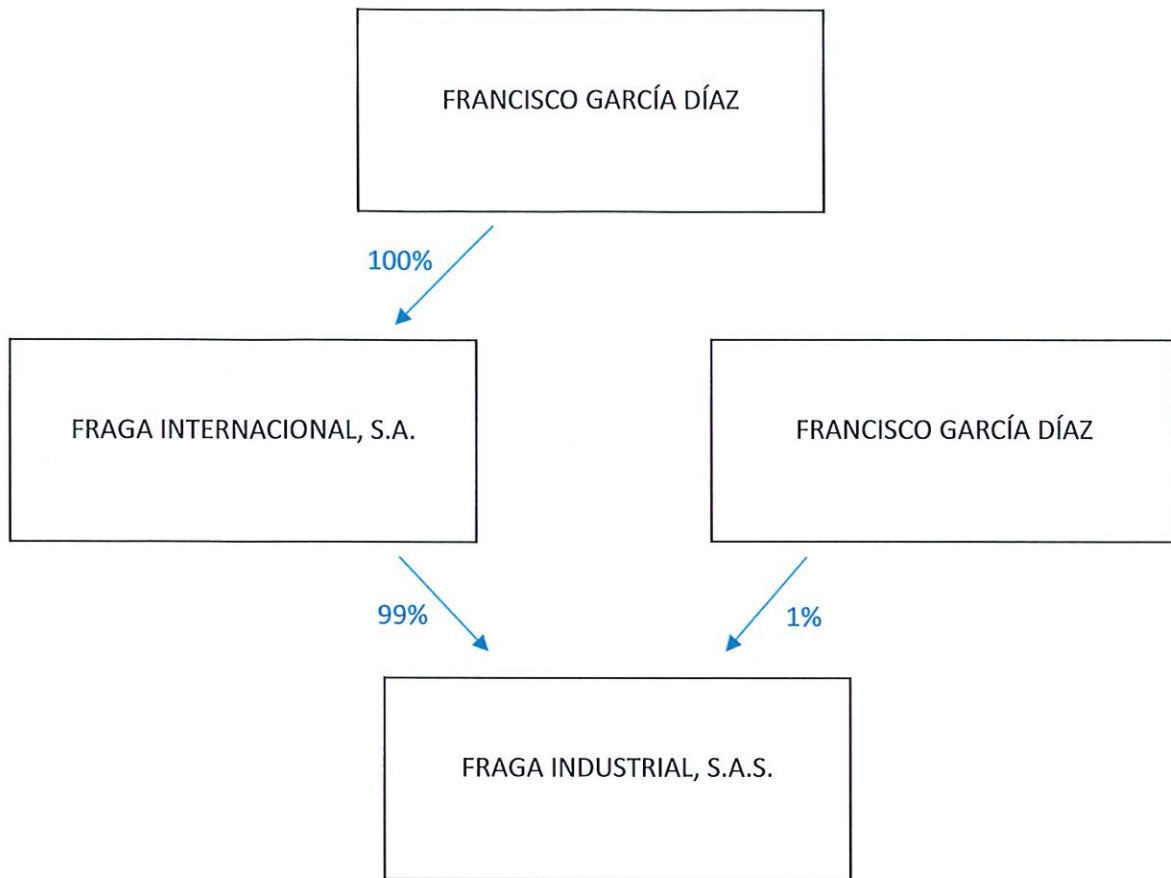 FRANCISCO GARCÍA DÍAZ
100%
FRAGA INTERNACIONAL, S.A.
FRANCISCO GARCÍA DÍAZ
99%
1%
FRAGA INDUSTRIAL, S.A.S.